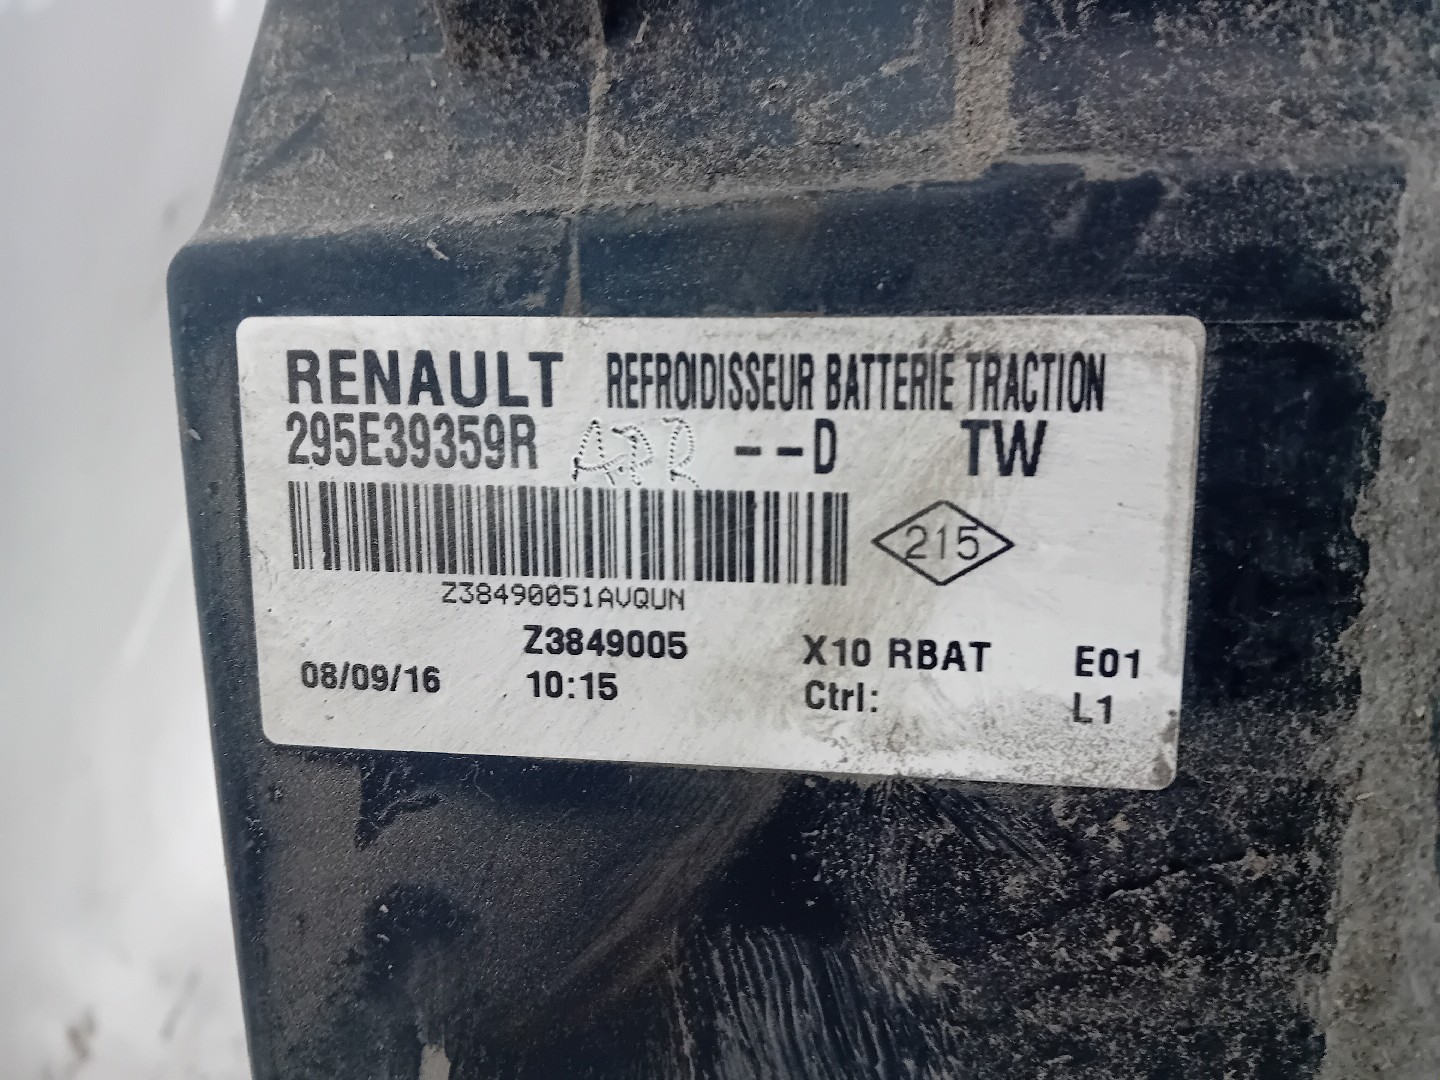 RENAULT REFROIDISSEUR BATTERIE TRACTION
295E39359R APR --D TW
215
Z38490051AVQUN
Z3849005 X10 RBAT E01
08/09/16 10:15 Ctrl: L1